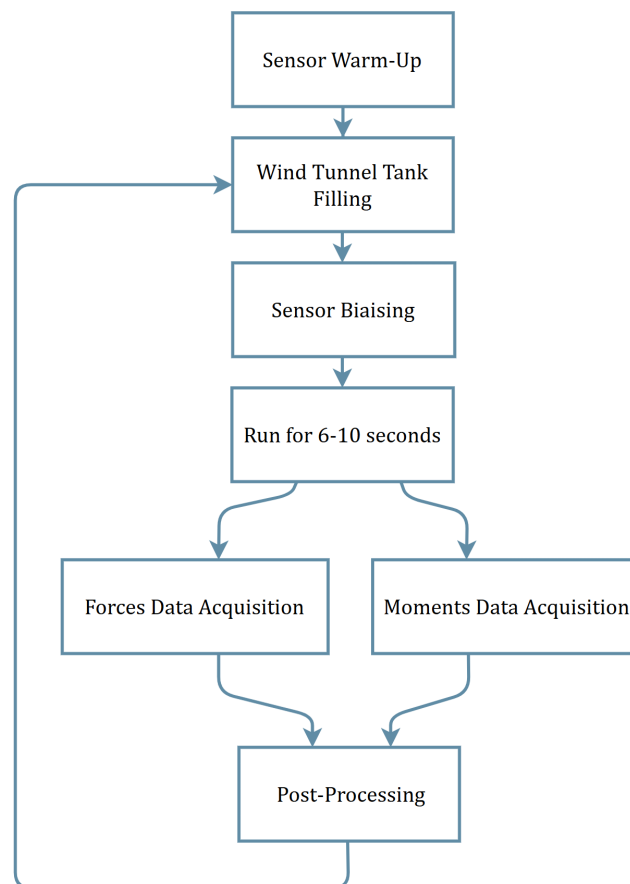 Sensor Warm-Up
Wind Tunnel Tank
Filling
Sensor Biaising
Run for 6-10 seconds
Forces Data Acquisition
Moments Data Acquisition
Post-Processing